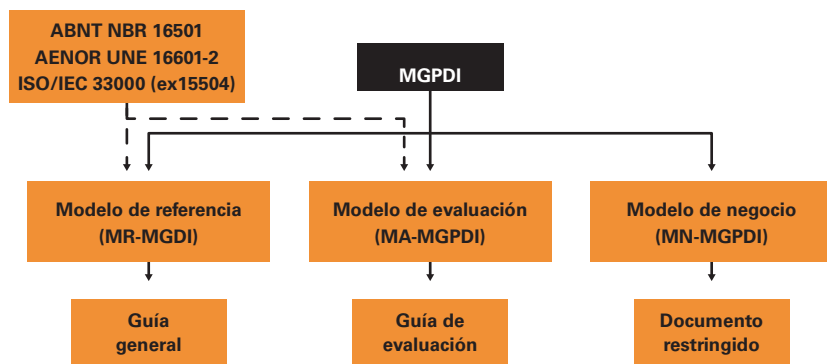 ABNT NBR 16501
AENOR UNE 16601-2
ISO/IEC 33000 (ex15504)
MGPDI
Modelo de referencia
(MR-MGDI)
Modelo de evaluación
(MA-MGPDI)
Modelo de negocio
(MN-MGPDI)
Guía
general
Guía de
evaluación
Documento
restringido